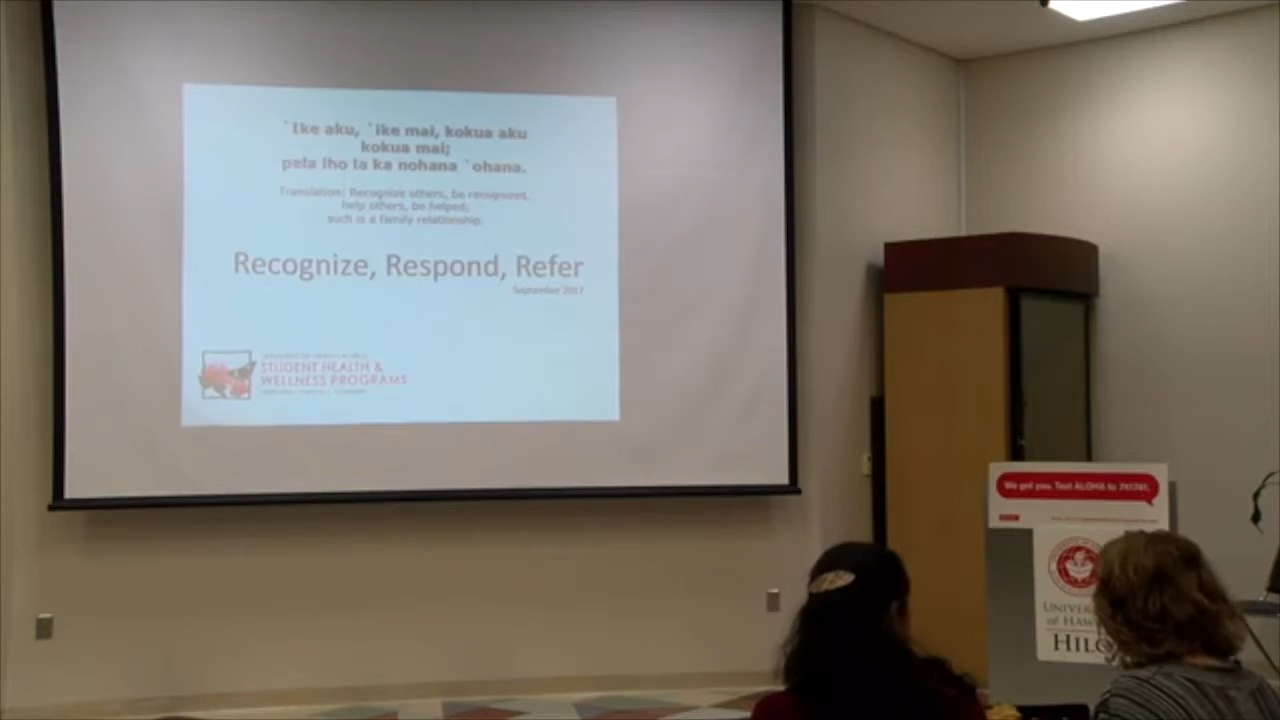 `Ike aku, `ike mai, kokua aku
kokua mai;
pela iho la ka nohana `ohana.
Translation: Recognize others, be recognized,
help others, be helped;
such is a family relationship.
Recognize, Respond, Refer
September 2017
STUDENT HEALTH &
WELLNESS PROGRAMS
We got you. Text ALOHA to 741741.
UNIVER
of HAW
HILO